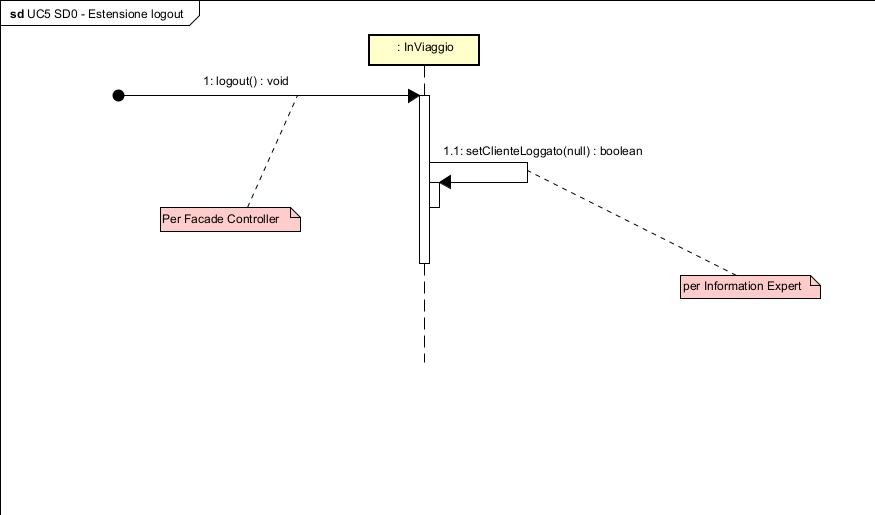 sd UC5 SD0 - Estensione logout
: InViaggio
1: logout() : void
1.1: setClienteLoggato(null) : boolean
Per Facade Controller
per Information Expert